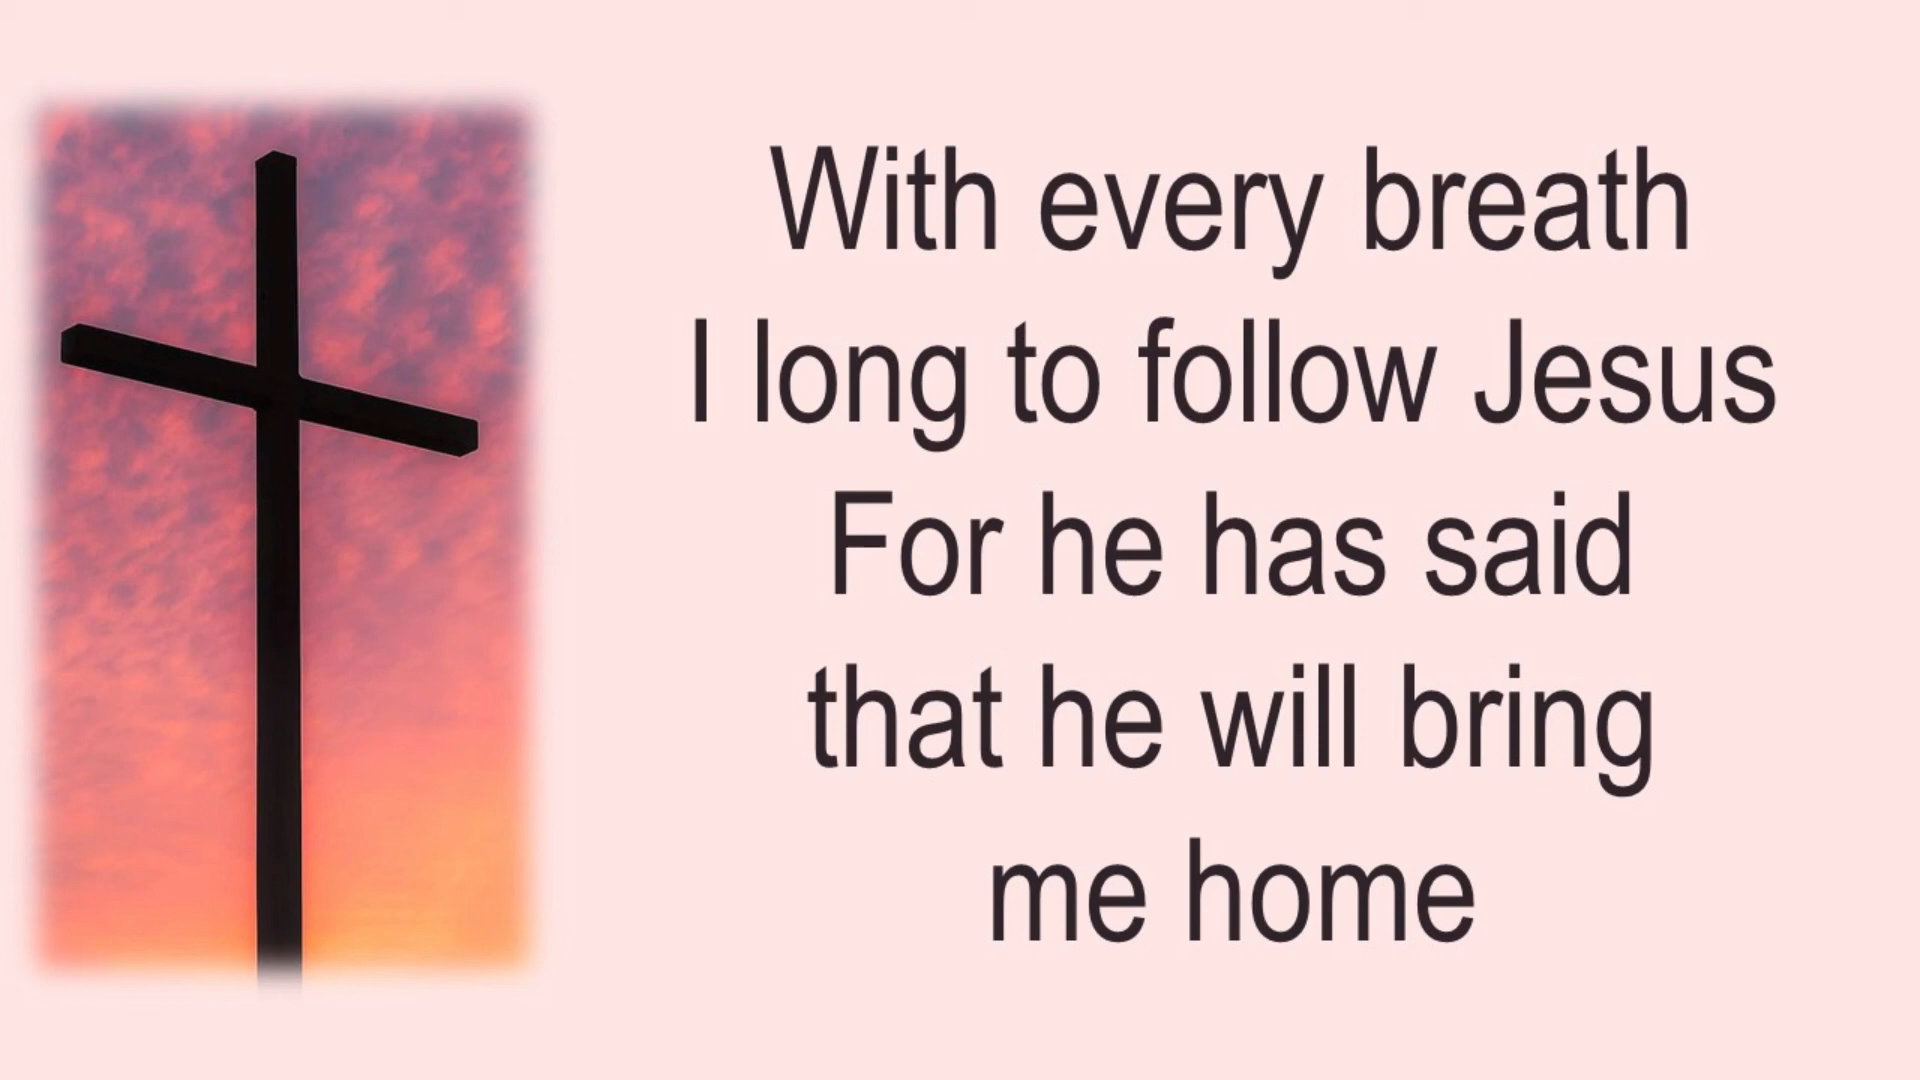 With every breath
I long to follow Jesus
For he has said
that he will bring
me home